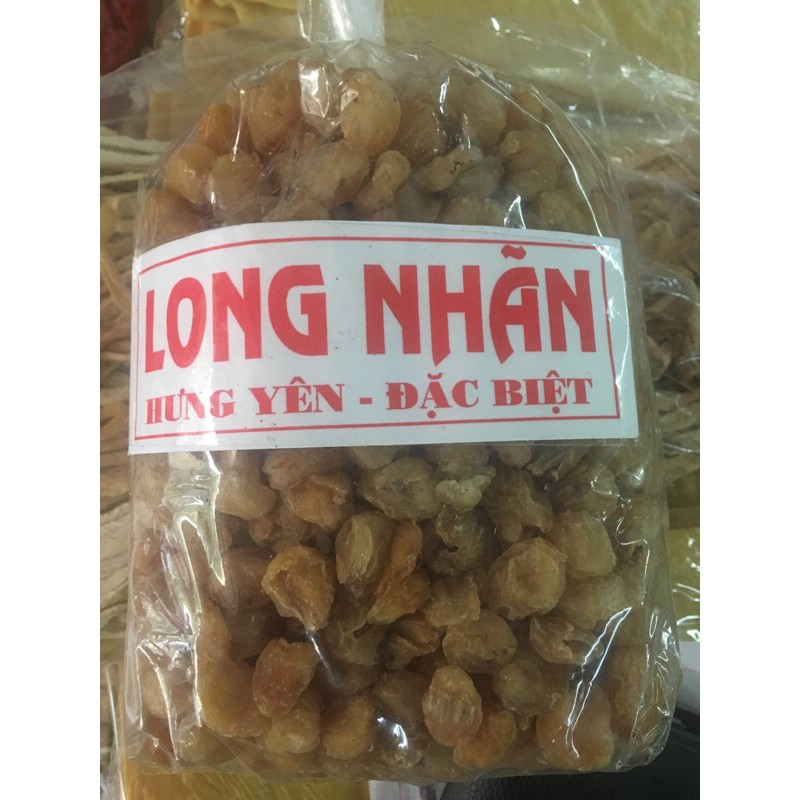 LONG NHÃN
HƯNG YÊN - ĐẶC BIỆT